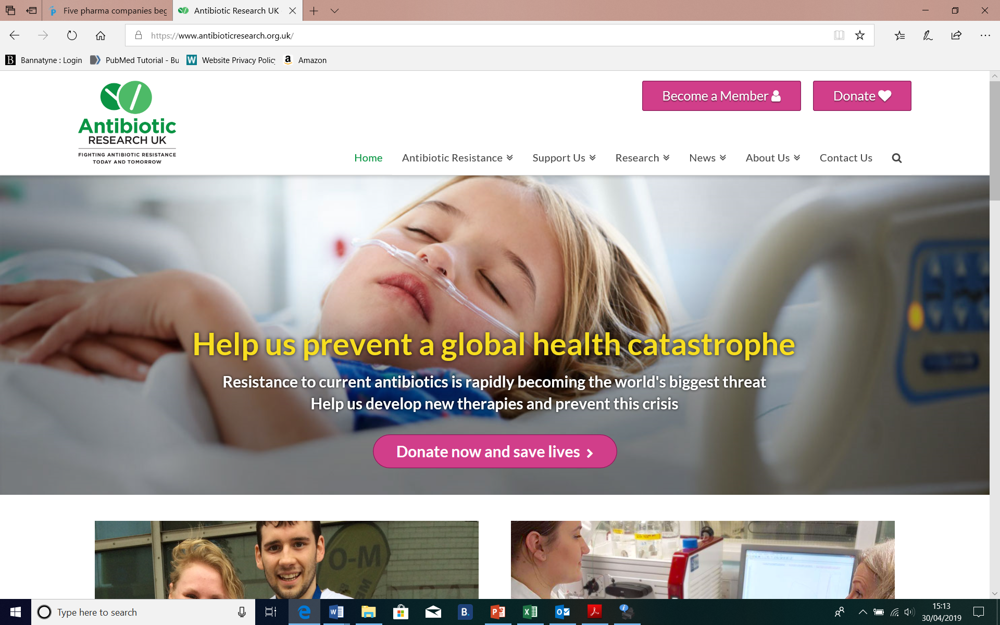 Five pharma companies beg
Antibiotic Research UK
https://www.antibioticresearch.org.uk/
Bannatyne : Login
PubMed Tutorial - Bu
Website Privacy Polic
Amazon
Antibiotic
RESEARCH UK
FIGHTING ANTIBIOTIC RESISTANCE
TODAY AND TOMORROW
Become a Member
Donate
Home
Antibiotic Resistance
Support Us
Research
News
About Us
Contact Us
Help us prevent a global health catastrophe
Resistance to current antibiotics is rapidly becoming the world's biggest threat
Help us develop new therapies and prevent this crisis
Donate now and save lives
O-M
Type here to search
15:13
30/04/2019